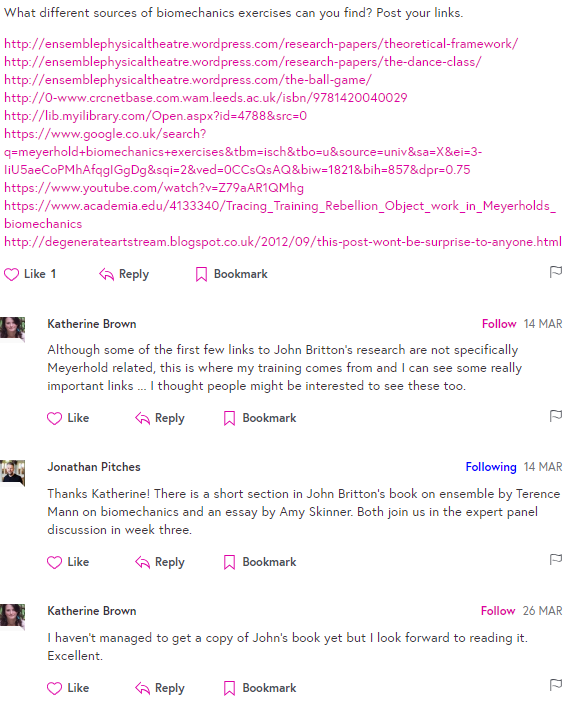 What different sources of biomechanics exercises can you find? Post your links.
http://ensemblephysicaltheatre.wordpress.com/research-papers/theoretical-framework/
http://ensemblephysicaltheatre.wordpress.com/research-papers/the-dance-class/
http://ensemblephysicaltheatre.wordpress.com/the-ball-game/
http://0-www.crcnetbase.com.wam.leeds.ac.uk/isbn/9781420040029
http://lib.myilibrary.com/Open.aspx?id=4788&src=0
https://www.google.co.uk/search?
q=meyerhold+biomechanics+exercises&tbm=isch&tbo=u&source=univ&sa=X&ei=3-
IiU5aeCoPMhAfqgIGgDg&sqi=2&ved=0CCsQsAQ&biw=1821&bih=857&dpr=0.75
https://www.youtube.com/watch?v=Z79aAR1QMhg
https://www.academia.edu/4133340/Tracing_Training_Rebellion_Object_work_in_Meyerholds_
biomechanics
http://degenerateartstream.blogspot.co.uk/2012/09/this-post-wont-be-surprise-to-anyone.html
Like 1 Reply Bookmark
Katherine Brown Follow 14 MAR
Although some of the first few links to John Britton's research are not specifically
Meyerhold related, this is where my training comes from and I can see some really
important links ... I thought people might be interested to see these too.
Like Reply Bookmark
Jonathan Pitches Following 14 MAR
Thanks Katherine! There is a short section in John Britton's book on ensemble by Terence
Mann on biomechanics and an essay by Amy Skinner. Both join us in the expert panel
discussion in week three.
Like Reply Bookmark
Katherine Brown Follow 26 MAR
I haven't managed to get a copy of John's book yet but I look forward to reading it.
Excellent.
Like Reply Bookmark